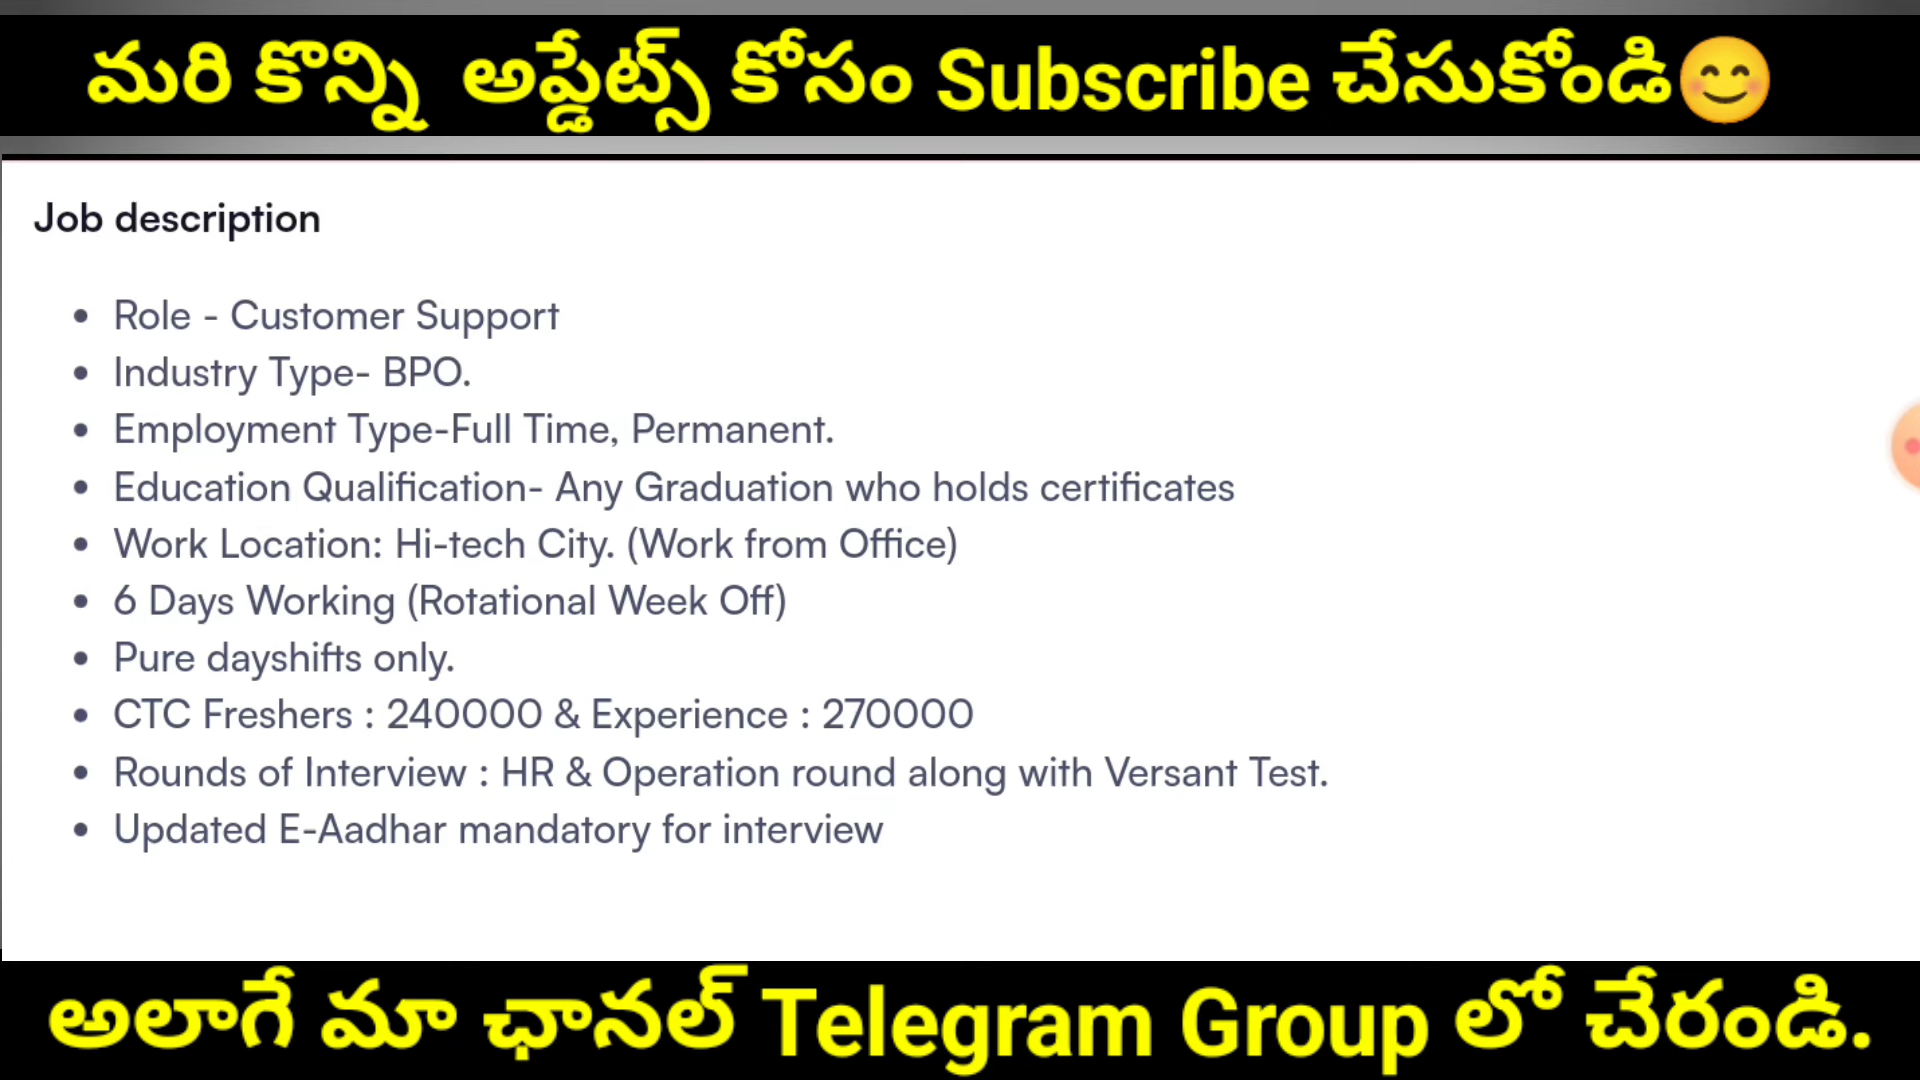 మరి కొన్ని అప్డేట్స్ కోసం Subscribe చేసుకోండి😊
Job description
• Role - Customer Support
• Industry Type- BPO.
• Employment Type-Full Time, Permanent.
• Education Qualification- Any Graduation who holds certificates
• Work Location: Hi-tech City. (Work from Office)
• 6 Days Working (Rotational Week Off)
• Pure dayshifts only.
• CTC Freshers : 240000 & Experience : 270000
• Rounds of Interview : HR & Operation round along with Versant Test.
• Updated E-Aadhar mandatory for interview
అలాగే మా ఛానల్ Telegram Group లో చేరండి.